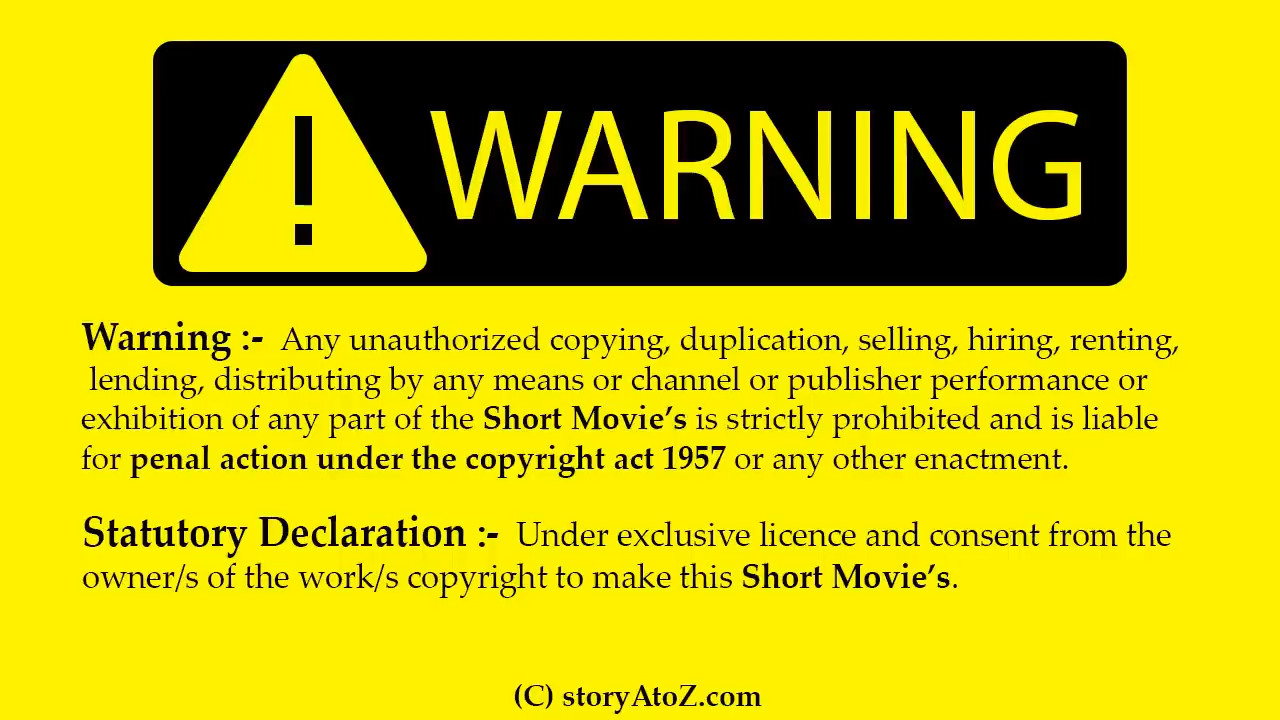 WARNING
Warning :- Any unauthorized copying, duplication, selling, hiring, renting,
lending, distributing by any means or channel or publisher performance or
exhibition of any part of the Short Movie’s is strictly prohibited and is liable
for penal action under the copyright act 1957 or any other enactment.
Statutory Declaration :- Under exclusive licence and consent from the
owner/s of the work/s copyright to make this Short Movie’s.
(C) storyAtoZ.com